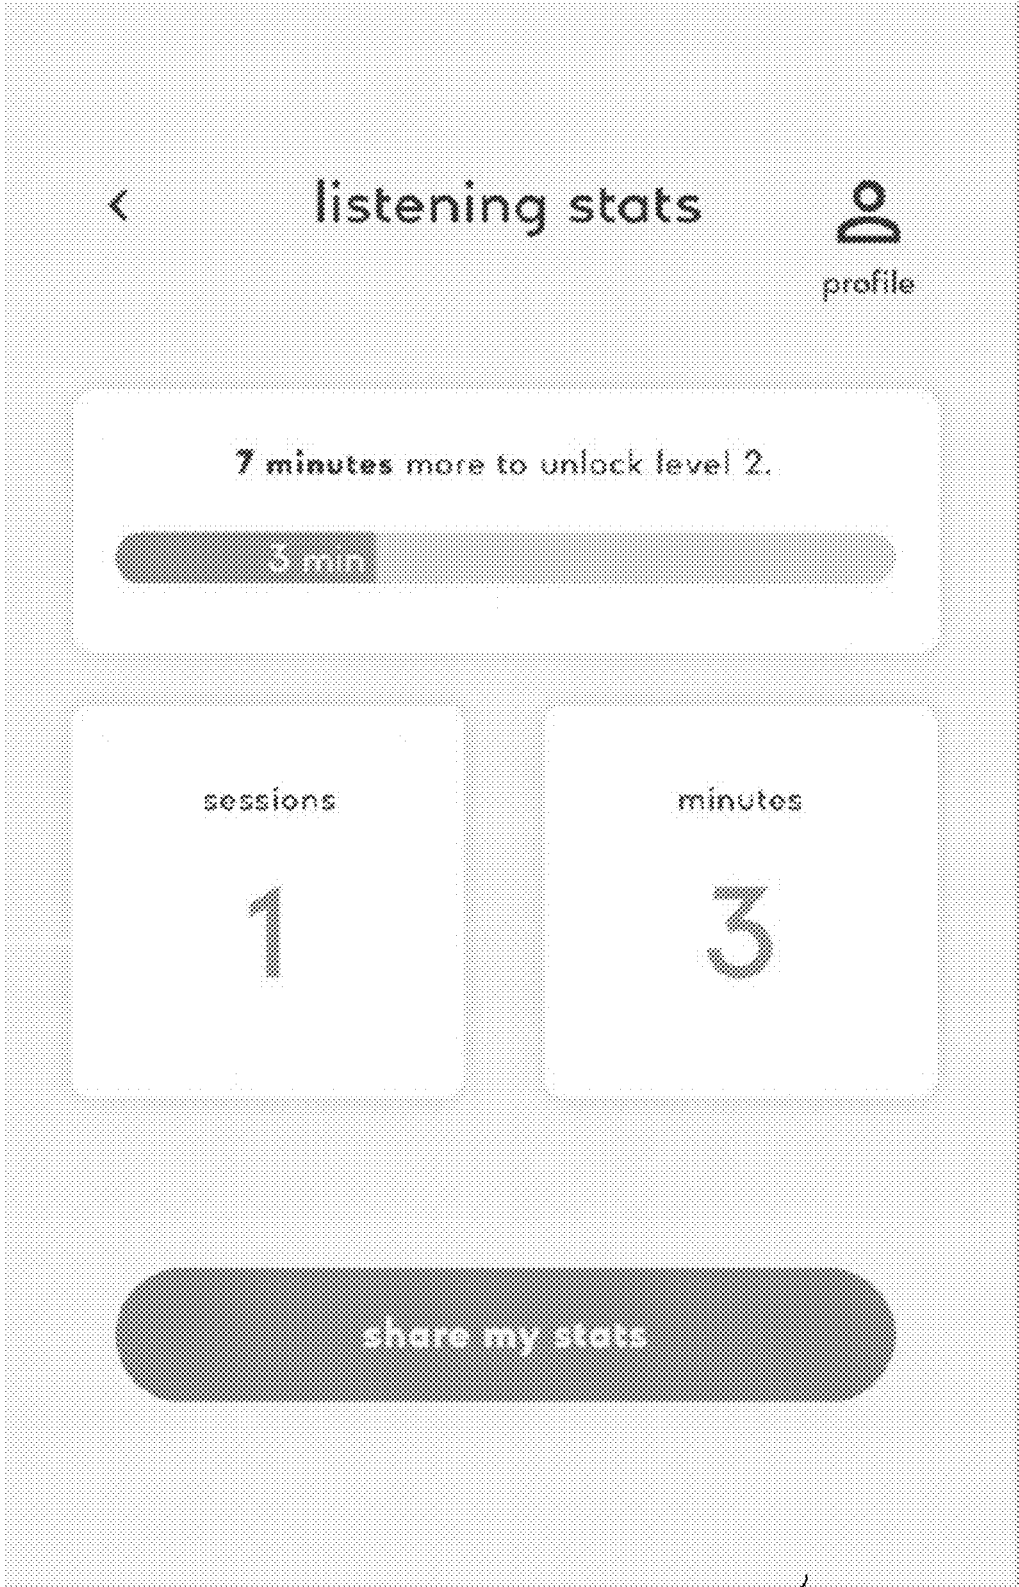 listening stats
profile
7 minutes more to unlock level 2.
3 min
sessions
minutes
1
3
share my stats